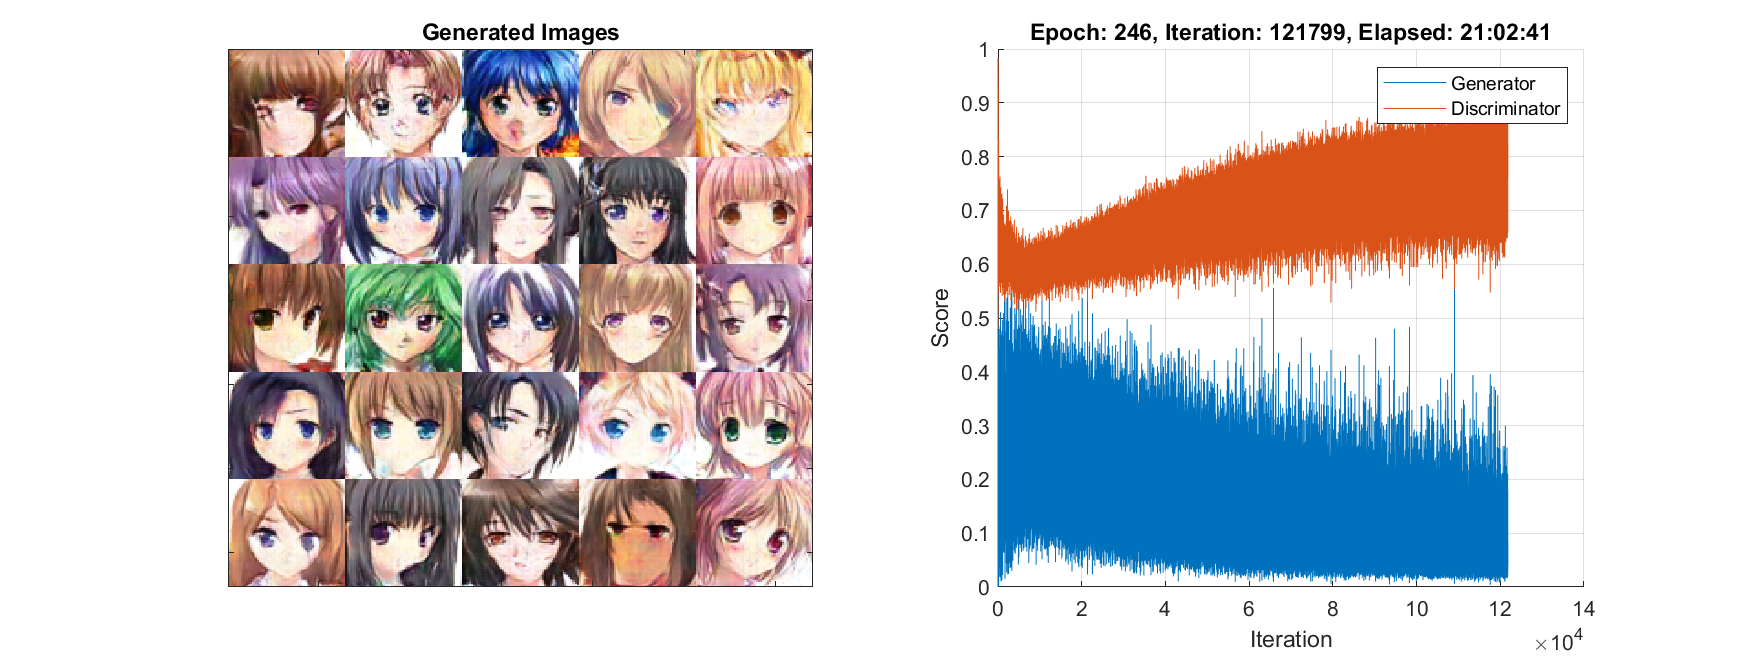 Generated Images
Epoch: 246, Iteration: 121799, Elapsed: 21:02:41
Generator
Discriminator
Score
1
0.9
0.8
0.7
0.6
0.5
0.4
0.3
0.2
0.1
0
0 2 4 6 8 10 12 14
Iteration
×10^4